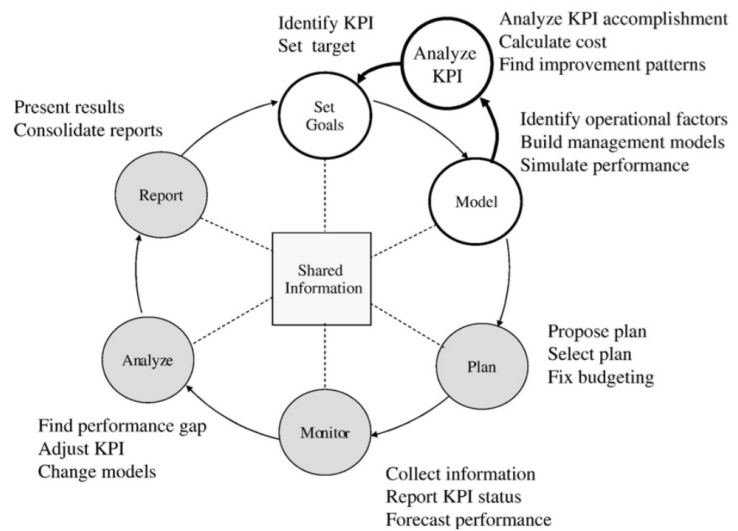 Identify KPI
Set target
Analyze
KPI
Analyze KPI accomplishment
Calculate cost
Find improvement patterns
Set
Goals
Identify operational factors
Build management models
Simulate performance
Model
Present results
Consolidate reports
Report
Shared
Information
Propose plan
Select plan
Fix budgeting
Plan
Analyze
Find performance gap
Adjust KPI
Change models
Monitor
Collect information
Report KPI status
Forecast performance